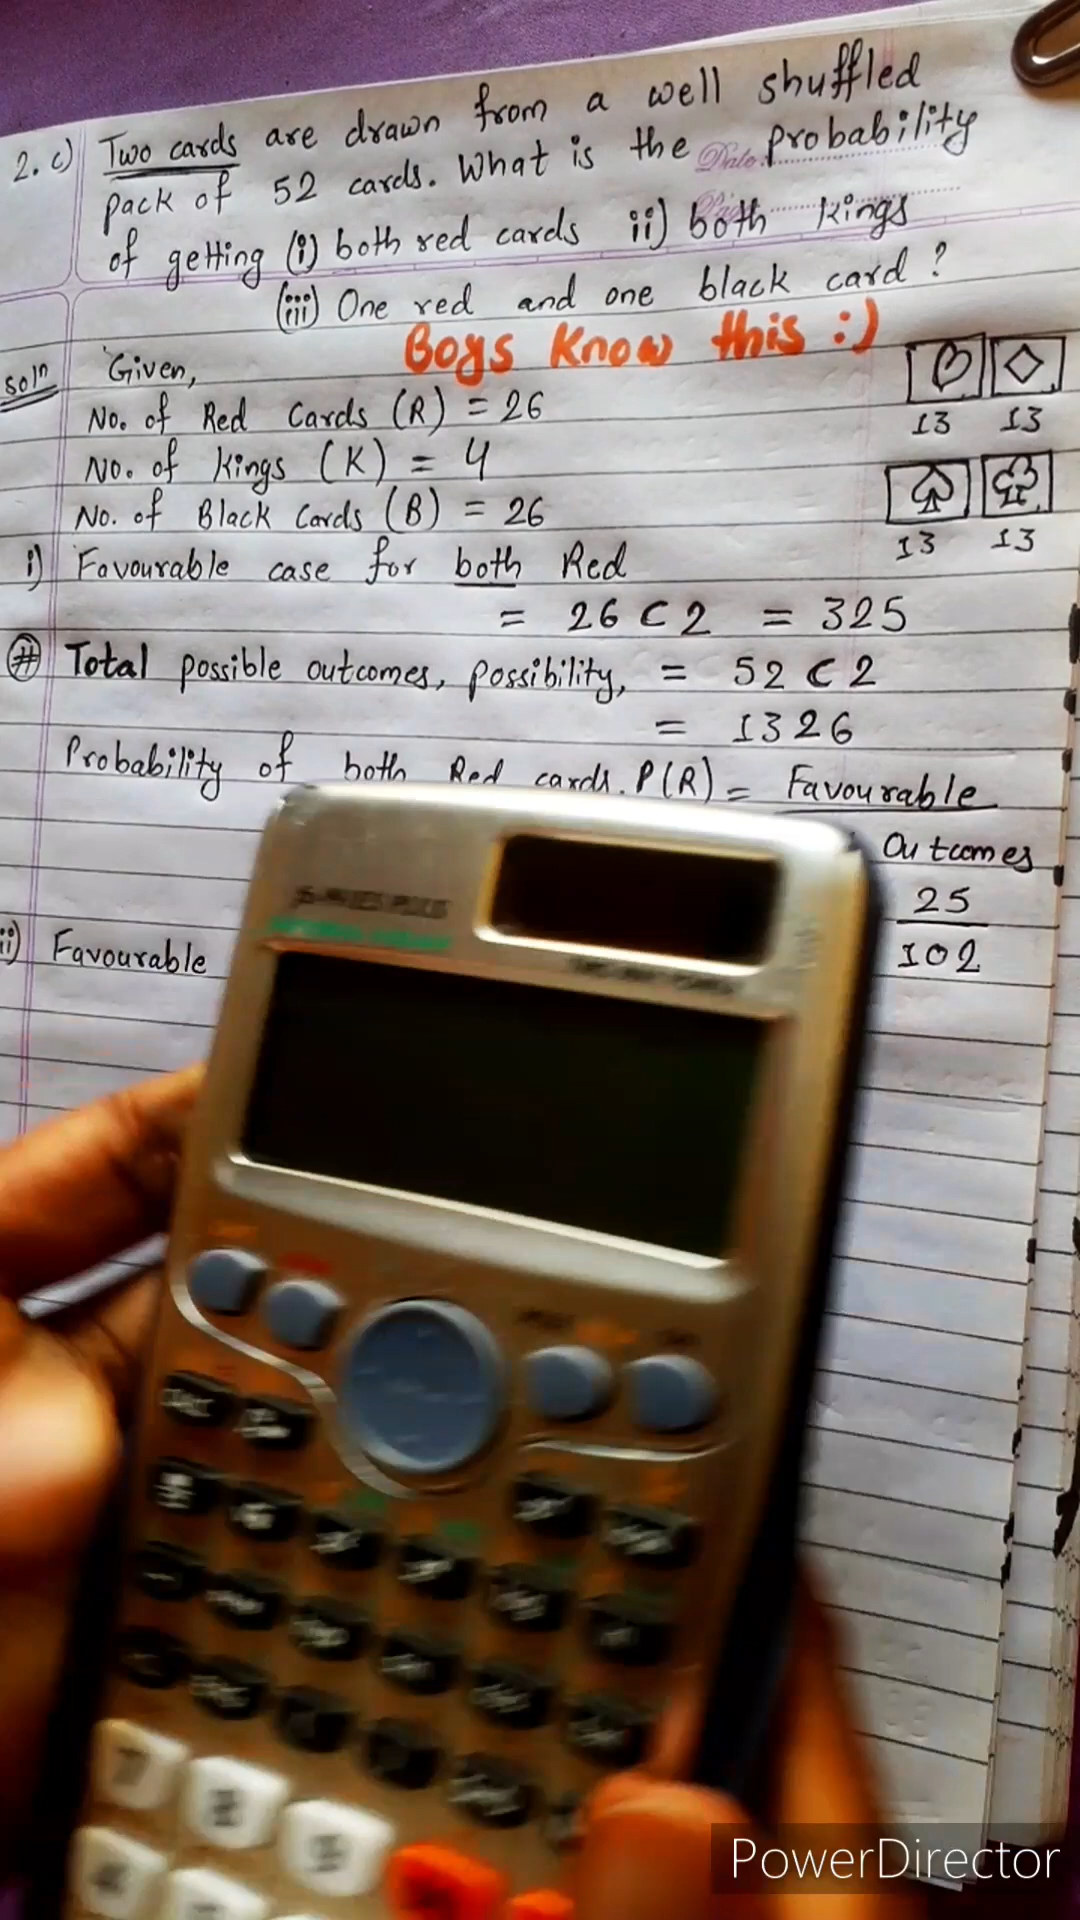 2. c) Two cards are drawn from a well shuffled
pack of 52 cards. What is the probability
Date:
of getting (i) both red cards ii) both kings
(iii) One red and one black card?
Boys Know this :)
soln Given,
No. of Red Cards (R) = 26
13 13
No. of kings (K) = 4
No. of Black Cards (B) = 26
13 13
i) Favourable case for both Red
= 26 C 2 = 325
# Total possible outcomes, possibility, = 52 C 2
= 1326
Probability of both Red cards. P(R) = Favourable
Outcomes
25
102
ii) Favourable
7 8 9
PowerDirector